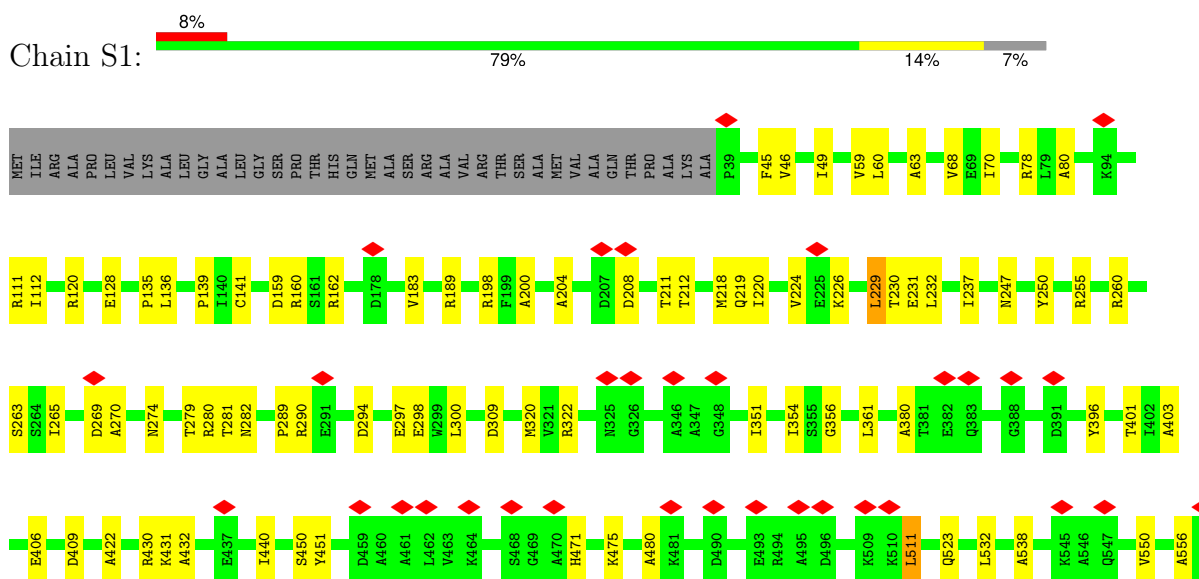 8%
Chain S1:
79% 14% 7%
MET ILE ARG ALA PRO LEU VAL LYS ALA LEU GLY ALA LEU GLY SER PRO THR HIS GLN MET ALA SER ARG ALA VAL ARG THR SER ALA MET VAL ALA GLN THR PRO ALA LYS ALA P39 F45 V46 I49 V59 L60 A63 V68 E69 I70 R78 L79 A80 K94
R111 I112 R120 E128 P135 L136 P139 I140 C141 D159 R160 S161 R162 D178 V183 R189 R198 F199 A200 A204 D207 D208 T211 T212 M218 Q219 I220 V224 E225 K226 L229 T230 E231 L232 I237 N247 Y250 R255 R260
S263 S264 I265 D269 A270 N274 T279 R280 T281 N282 P289 R290 E291 D294 E297 E298 W299 L300 D309 M320 V321 R322 N325 G326 A346 A347 G348 I351 I354 S355 G356 L361 A380 T381 E382 Q383 G388 D391 Y396 T401 I402 A403
E406 D409 A422 R430 K431 A432 E437 I440 S450 Y451 D459 A460 A461 L462 V463 K464 S468 G469 A470 H471 K475 A480 K481 D490 E493 R494 A495 D496 K509 K510 L511 Q523 L532 A538 K545 A546 Q547 V550 A556